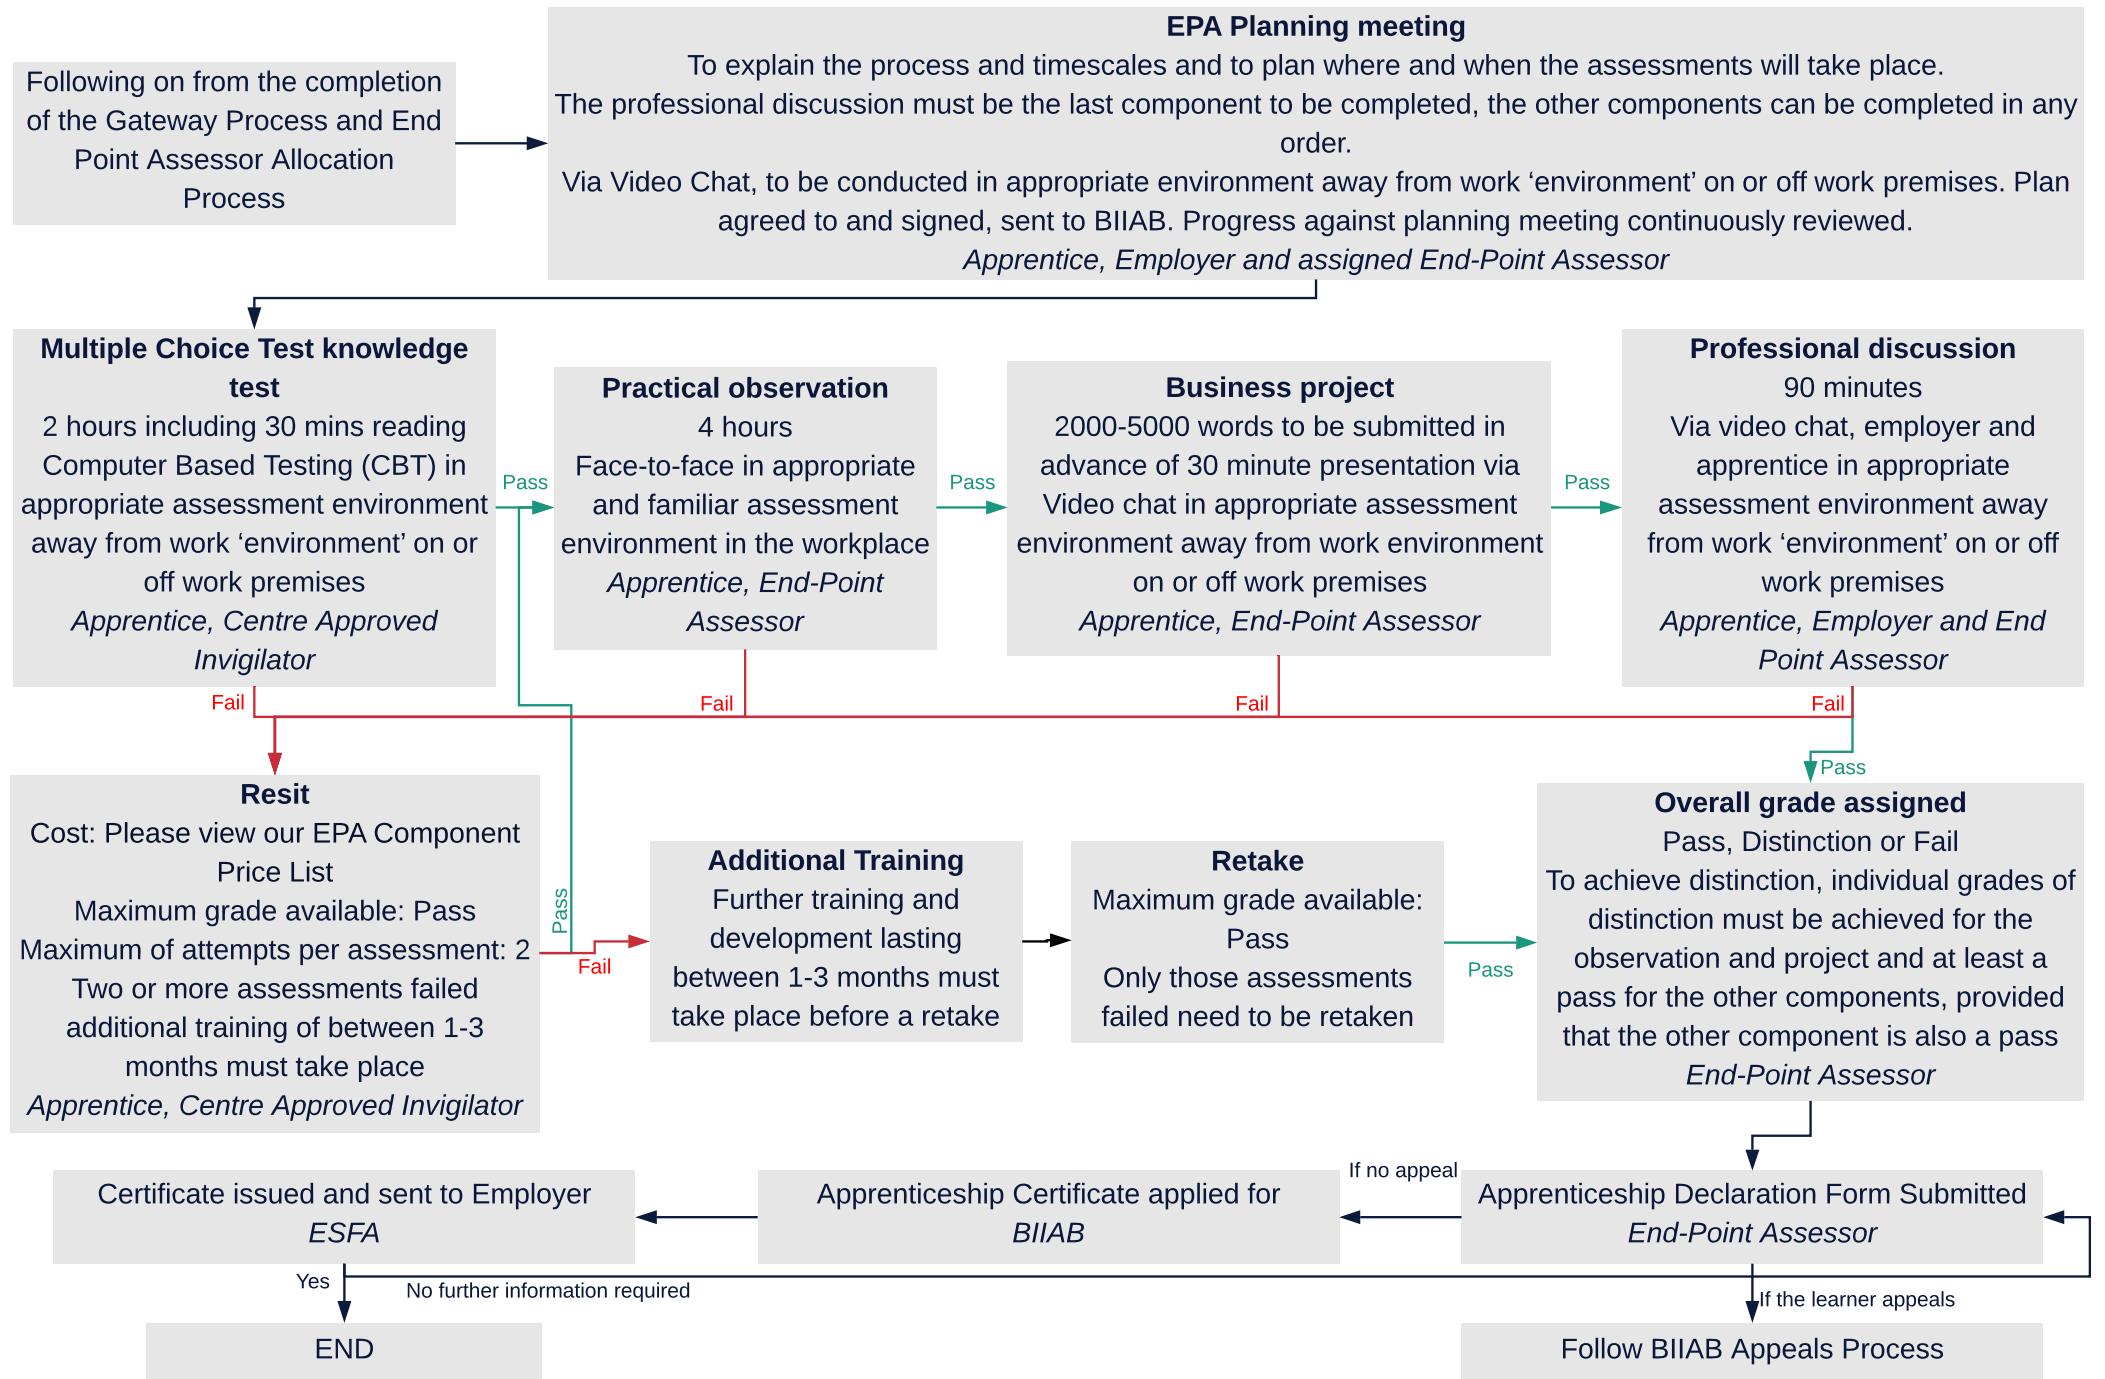 Following on from the completion
of the Gateway Process and End
Point Assessor Allocation
Process
EPA Planning meeting
To explain the process and timescales and to plan where and when the assessments will take place.
The professional discussion must be the last component to be completed, the other components can be completed in any
order.
Via Video Chat, to be conducted in appropriate environment away from work ‘environment’ on or off work premises. Plan
agreed to and signed, sent to BIIAB. Progress against planning meeting continuously reviewed.
Apprentice, Employer and assigned End-Point Assessor
Multiple Choice Test knowledge
test
2 hours including 30 mins reading
Computer Based Testing (CBT) in
appropriate assessment environment
away from work ‘environment’ on or
off work premises
Apprentice, Centre Approved
Invigilator
Pass
Practical observation
4 hours
Face-to-face in appropriate
and familiar assessment
environment in the workplace
Apprentice, End-Point
Assessor
Pass
Business project
2000-5000 words to be submitted in
advance of 30 minute presentation via
Video chat in appropriate assessment
environment away from work environment
on or off work premises
Apprentice, End-Point Assessor
Pass
Professional discussion
90 minutes
Via video chat, employer and
apprentice in appropriate
assessment environment away
from work ‘environment’ on or off
work premises
Apprentice, Employer and End
Point Assessor
Fail
Fail
Fail
Fail
Pass
Resit
Cost: Please view our EPA Component
Price List
Maximum grade available: Pass
Maximum of attempts per assessment: 2
Two or more assessments failed
additional training of between 1-3
months must take place
Apprentice, Centre Approved Invigilator
Pass
Fail
Additional Training
Further training and
development lasting
between 1-3 months must
take place before a retake
Retake
Maximum grade available:
Pass
Only those assessments
failed need to be retaken
Pass
Overall grade assigned
Pass, Distinction or Fail
To achieve distinction, individual grades of
distinction must be achieved for the
observation and project and at least a
pass for the other components, provided
that the other component is also a pass
End-Point Assessor
Certificate issued and sent to Employer
ESFA
Apprenticeship Certificate applied for
BIIAB
If no appeal
Apprenticeship Declaration Form Submitted
End-Point Assessor
Yes
No further information required
If the learner appeals
END
Follow BIIAB Appeals Process